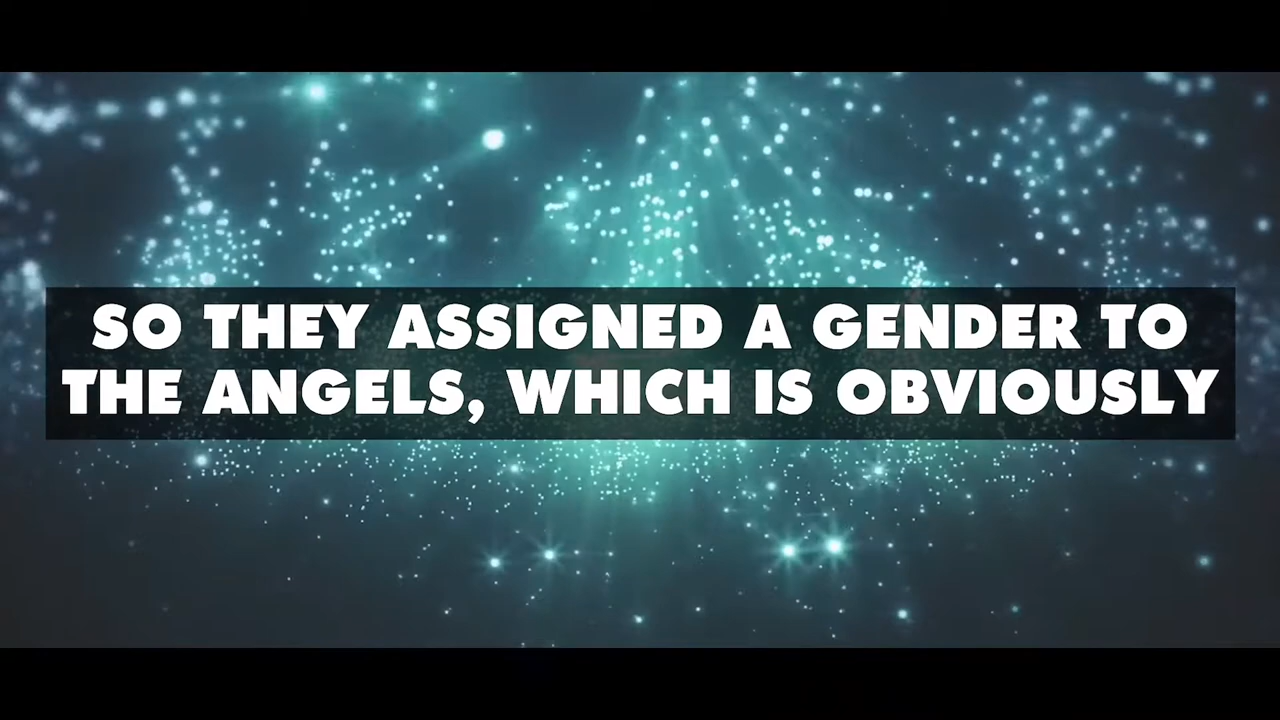 SO THEY ASSIGNED A GENDER TO
THE ANGELS, WHICH IS OBVIOUSLY